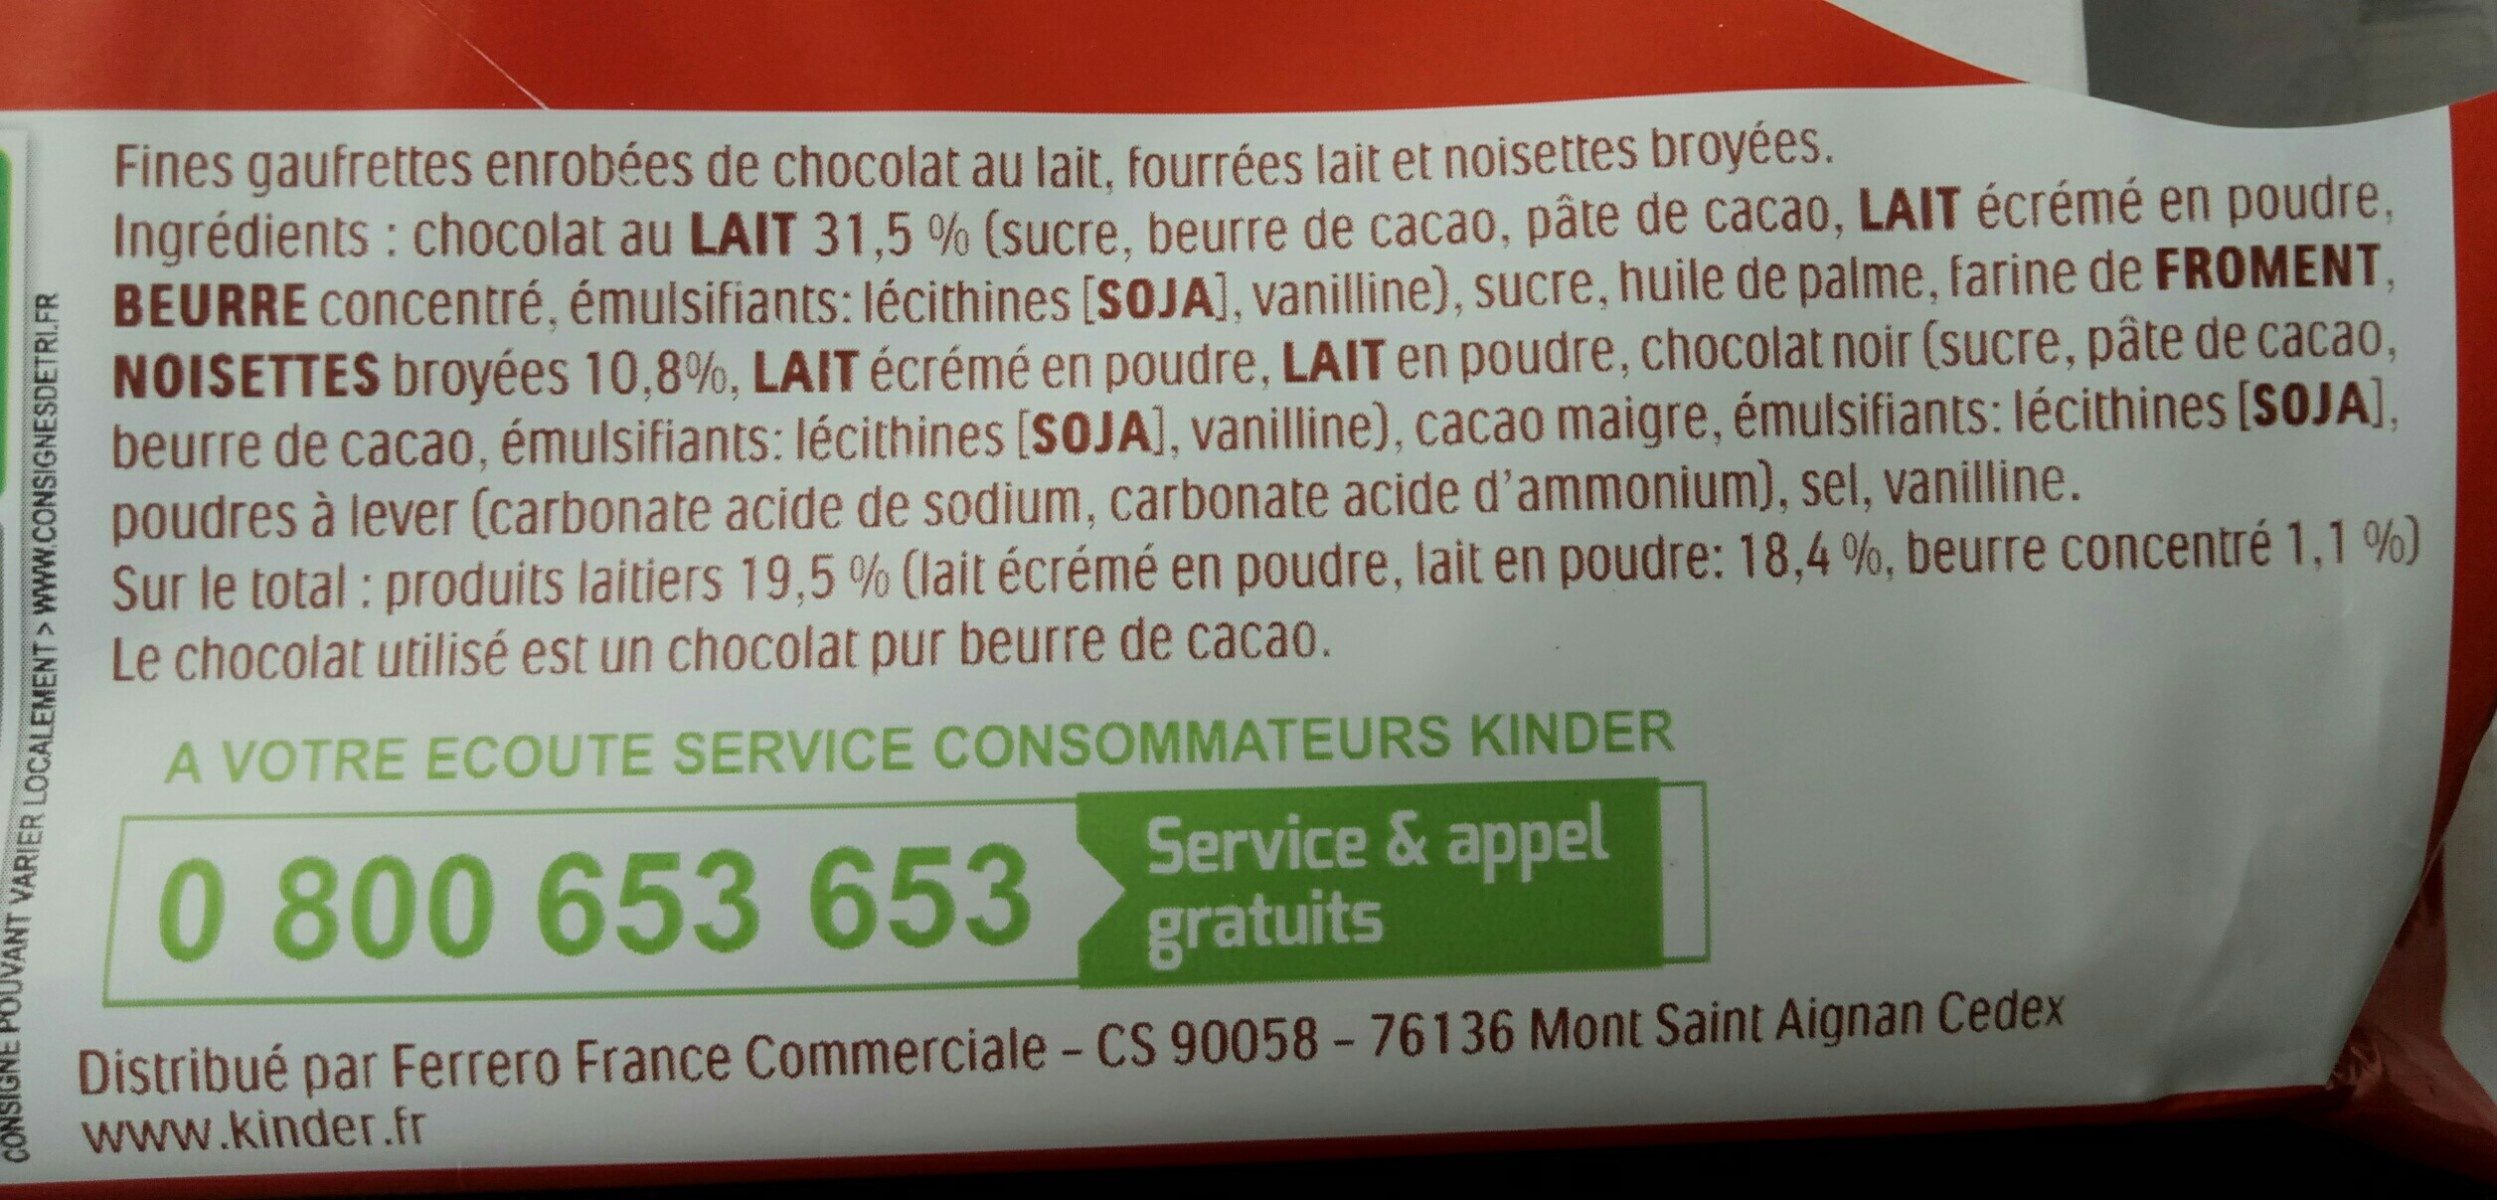 Fines gaufrettes enrobées de chocolat au lait, fourrées lait et noisettes broyées.
Ingrédients : chocolat au LAIT 31,5 % (sucre, beurre de cacao, pâte de cacao, LAIT écrémé en poudre,
BEURRE concentré, émulsifiants: lécithines [SOJA], vanilline), sucre, huile de palme, farine de FROMENT,
NOISETTES broyées 10,8%, LAIT écrémé en poudre, LAIT en poudre, chocolat noir (sucre, pâte de cacao,
beurre de cacao, émulsifiants: lécithines [SOJA], vanilline), cacao maigre, émulsifiants: lécithines [SOJA],
poudres à lever (carbonate acide de sodium, carbonate acide d'ammonium), sel, vanilline.
Sur le total : produits laitiers 19,5 % (lait écrémé en poudre, lait en poudre: 18,4 %, beurre concentré 1,1 %)
Le chocolat utilisé est un chocolat pur beurre de cacao.
A VOTRE ECOUTE SERVICE CONSOMMATEURS KINDER
0 800 653 653
Service & appel
gratuits
Distribué par Ferrero France Commerciale – CS 90058 – 76136 Mont Saint Aignan Cedex
www.kinder.fr
CONSIGNE POUVANT VARIER LOCALEMENT > WWW.CONSIGNESDETRI.FR